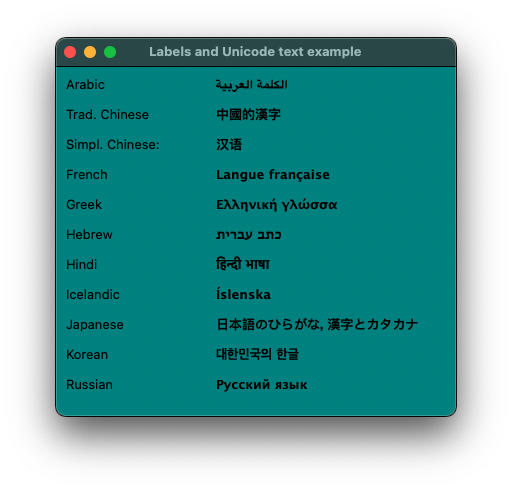 Labels and Unicode text example
Arabic الكلمة العربية
Trad. Chinese 中國的漢字
Simpl. Chinese: 汉语
French Langue française
Greek Ελληνική γλώσσα
Hebrew כתב עברית
Hindi हिन्दी भाषा
Icelandic Íslenska
Japanese 日本語のひらがな, 漢字とカタカナ
Korean 대한민국의 한글
Russian Русский язык